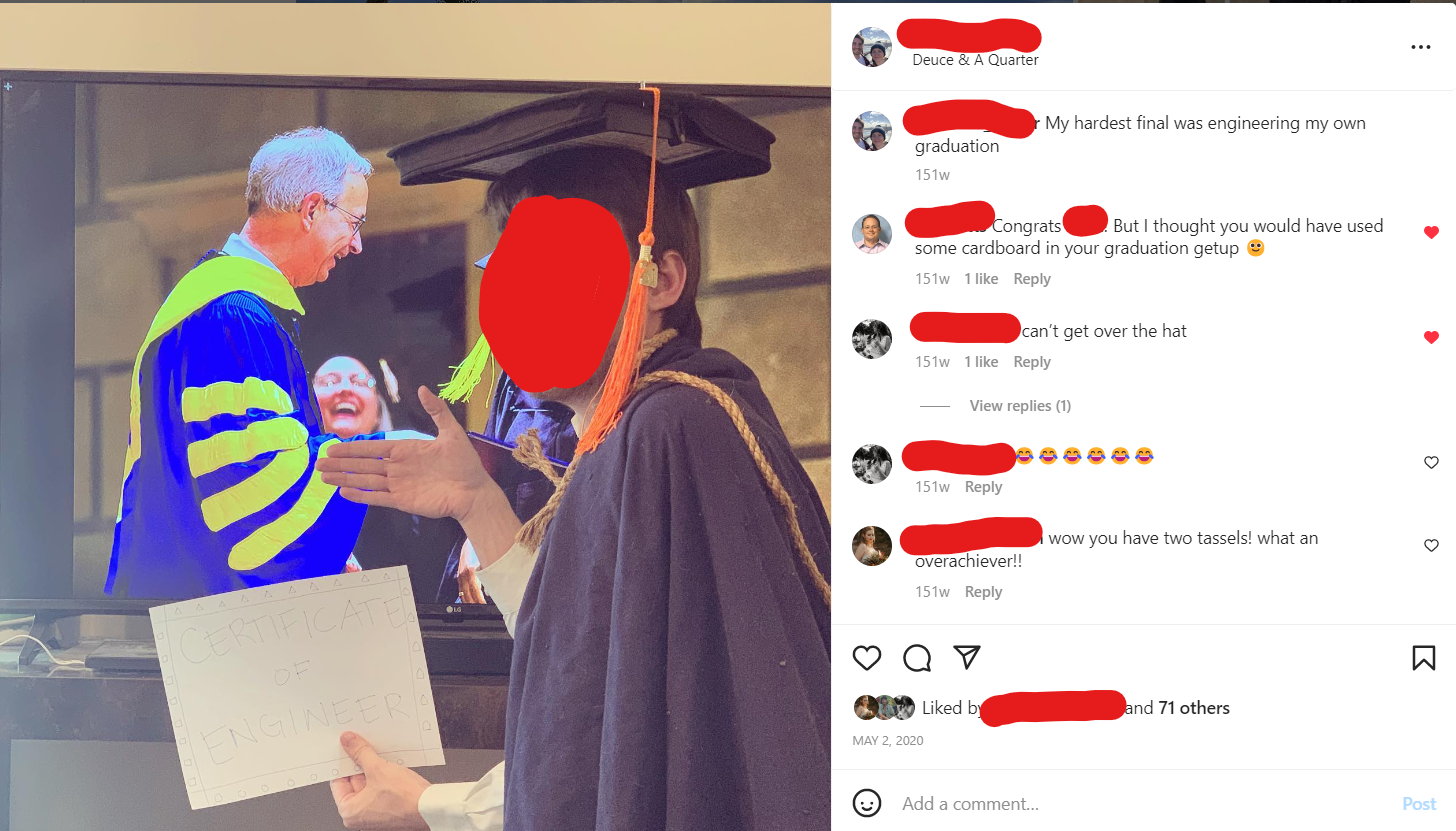 Deuce & A Quarter
My hardest final was engineering my own
graduation
151w
Congrats
. But I thought you would have used
some cardboard in your graduation getup 🙂
151w 1 like Reply
can't get over the hat
151w 1 like Reply
View replies (1)
😂😂😂😂😂😂
151w Reply
wow you have two tassels! what an
overachiever!!
151w Reply
Liked by
and 71 others
MAY 2, 2020
Add a comment...
Post
LG
CERTIFICATE
OF
ENGINEER